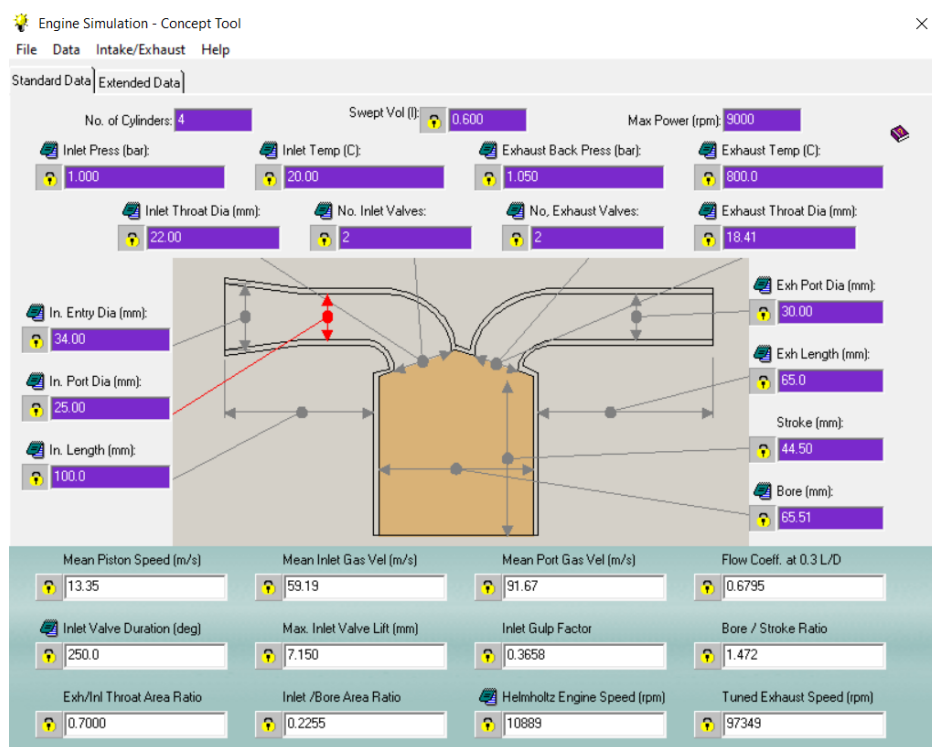 Engine Simulation - Concept Tool
File Data Intake/Exhaust Help
Standard Data Extended Data
No. of Cylinders: 4 Swept Vol (l): 0.600 Max Power (rpm): 9000
Inlet Press (bar): Inlet Temp (C): Exhaust Back Press (bar): Exhaust Temp (C):
1.000 20.00 1.050 800.0
Inlet Throat Dia (mm): No. Inlet Valves: No, Exhaust Valves: Exhaust Throat Dia (mm):
22.00 2 2 18.41
Exh Port Dia (mm):
30.00
In. Entry Dia (mm):
34.00
Exh Length (mm):
65.0
In. Port Dia (mm):
25.00
Stroke (mm):
44.50
In. Length (mm):
100.0
Bore (mm):
65.51
Mean Piston Speed (m/s) Mean Inlet Gas Vel (m/s) Mean Port Gas Vel (m/s) Flow Coeff. at 0.3 L/D
13.35 59.19 91.67 0.6795
Inlet Valve Duration (deg) Max. Inlet Valve Lift (mm) Inlet Gulp Factor Bore / Stroke Ratio
250.0 7.150 0.3658 1.472
Exh/Inl Throat Area Ratio Inlet /Bore Area Ratio Helmholtz Engine Speed (rpm) Tuned Exhaust Speed (rpm)
0.7000 0.2255 10889 97349